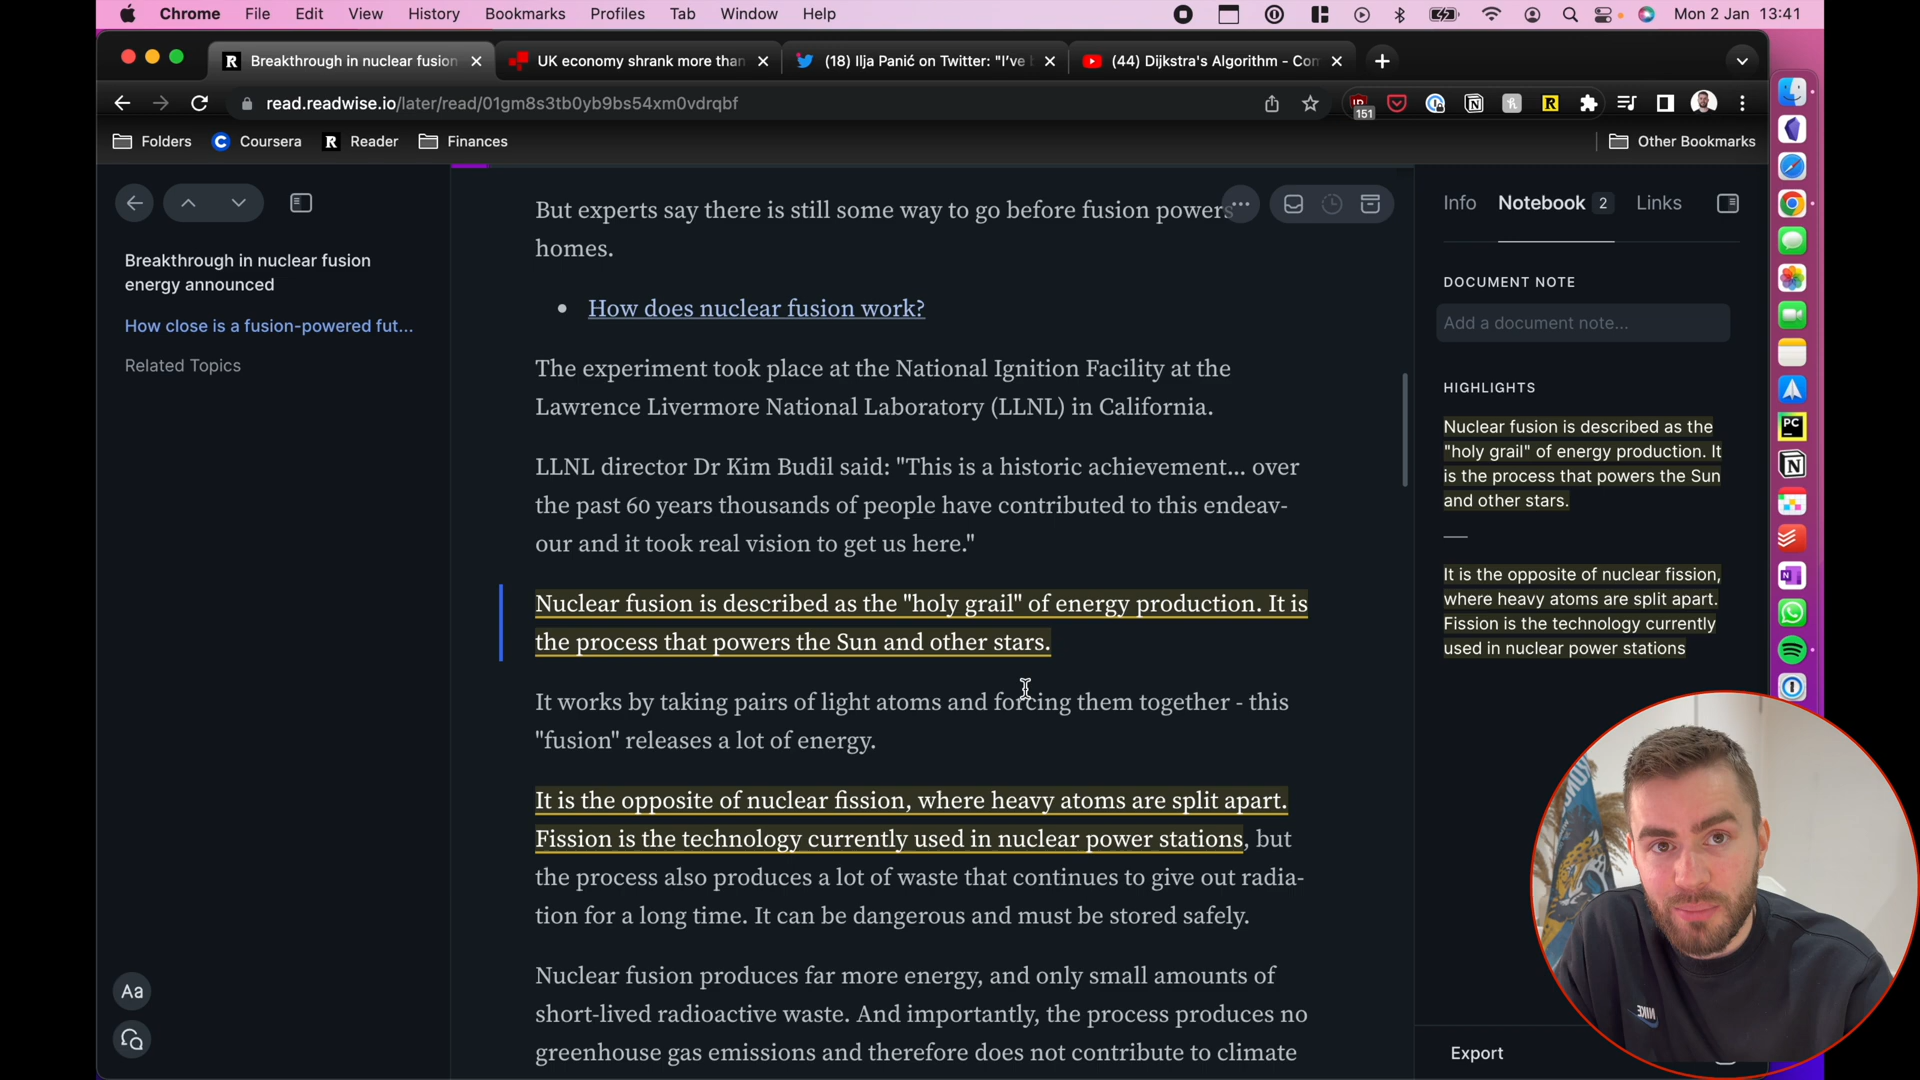 Chrome File Edit View History Bookmarks Profiles Tab Window Help Mon 2 Jan 13:41
R Breakthrough in nuclear fusion UK economy shrank more than (18) Ilja Panić on Twitter: "I've (44) Dijkstra's Algorithm - Com
read.readwise.io/later/read/01gm8s3tb0yb9bs54xm0vdrqbf 151 R
Folders C Coursera R Reader Finances Other Bookmarks
Breakthrough in nuclear fusion
energy announced
How close is a fusion-powered fut...
Related Topics
Aa
But experts say there is still some way to go before fusion powers
homes.
How does nuclear fusion work?
The experiment took place at the National Ignition Facility at the
Lawrence Livermore National Laboratory (LLNL) in California.
LLNL director Dr Kim Budil said: "This is a historic achievement... over
the past 60 years thousands of people have contributed to this endeav-
our and it took real vision to get us here."
Nuclear fusion is described as the "holy grail" of energy production. It is
the process that powers the Sun and other stars.
It works by taking pairs of light atoms and forcing them together - this
"fusion" releases a lot of energy.
It is the opposite of nuclear fission, where heavy atoms are split apart.
Fission is the technology currently used in nuclear power stations, but
the process also produces a lot of waste that continues to give out radia-
tion for a long time. It can be dangerous and must be stored safely.
Nuclear fusion produces far more energy, and only small amounts of
short-lived radioactive waste. And importantly, the process produces no
greenhouse gas emissions and therefore does not contribute to climate
Info Notebook 2 Links
DOCUMENT NOTE
Add a document note...
HIGHLIGHTS
Nuclear fusion is described as the
"holy grail" of energy production. It
is the process that powers the Sun
and other stars.
It is the opposite of nuclear fission,
where heavy atoms are split apart.
Fission is the technology currently
used in nuclear power stations
Export
PC
NIKE